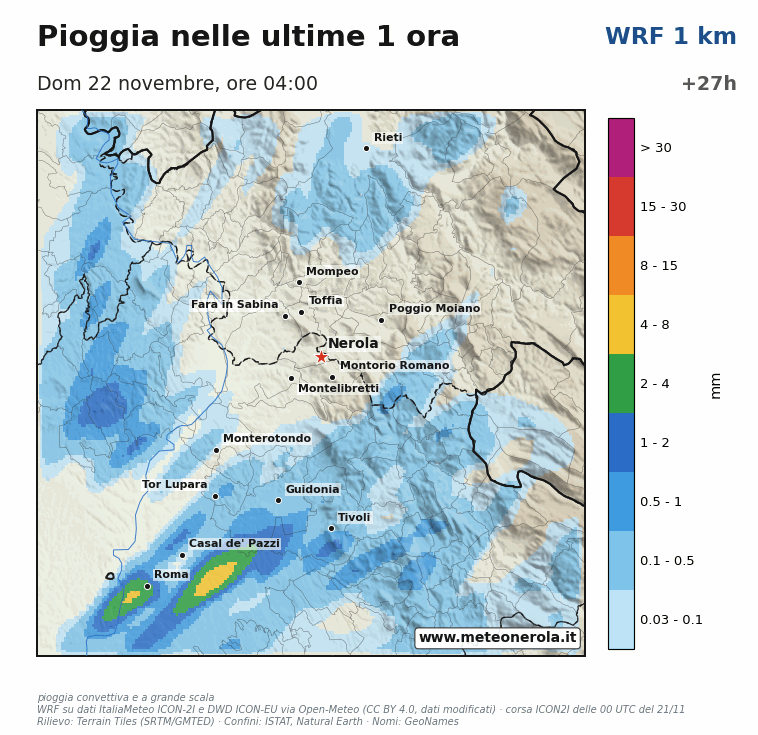 Pioggia nelle ultime 1 ora
WRF 1 km
Dom 22 novembre, ore 04:00
+27h
Rieti
Mompeo
Fara in Sabina
Toffia
Poggio Moiano
Nerola
Montorio Romano
Montelibretti
Monterotondo
Tor Lupara
Guidonia
Tivoli
Casal de' Pazzi
Roma
www.meteonerola.it
> 30
15 - 30
8 - 15
4 - 8
2 - 4
1 - 2
0.5 - 1
0.1 - 0.5
0.03 - 0.1
mm
pioggia convettiva e a grande scala
WRF su dati ItaliaMeteo ICON-2I e DWD ICON-EU via Open-Meteo (CC BY 4.0, dati modificati) · corsa ICON2I delle 00 UTC del 21/11
Rilievo: Terrain Tiles (SRTM/GMTED) · Confini: ISTAT, Natural Earth · Nomi: GeoNames